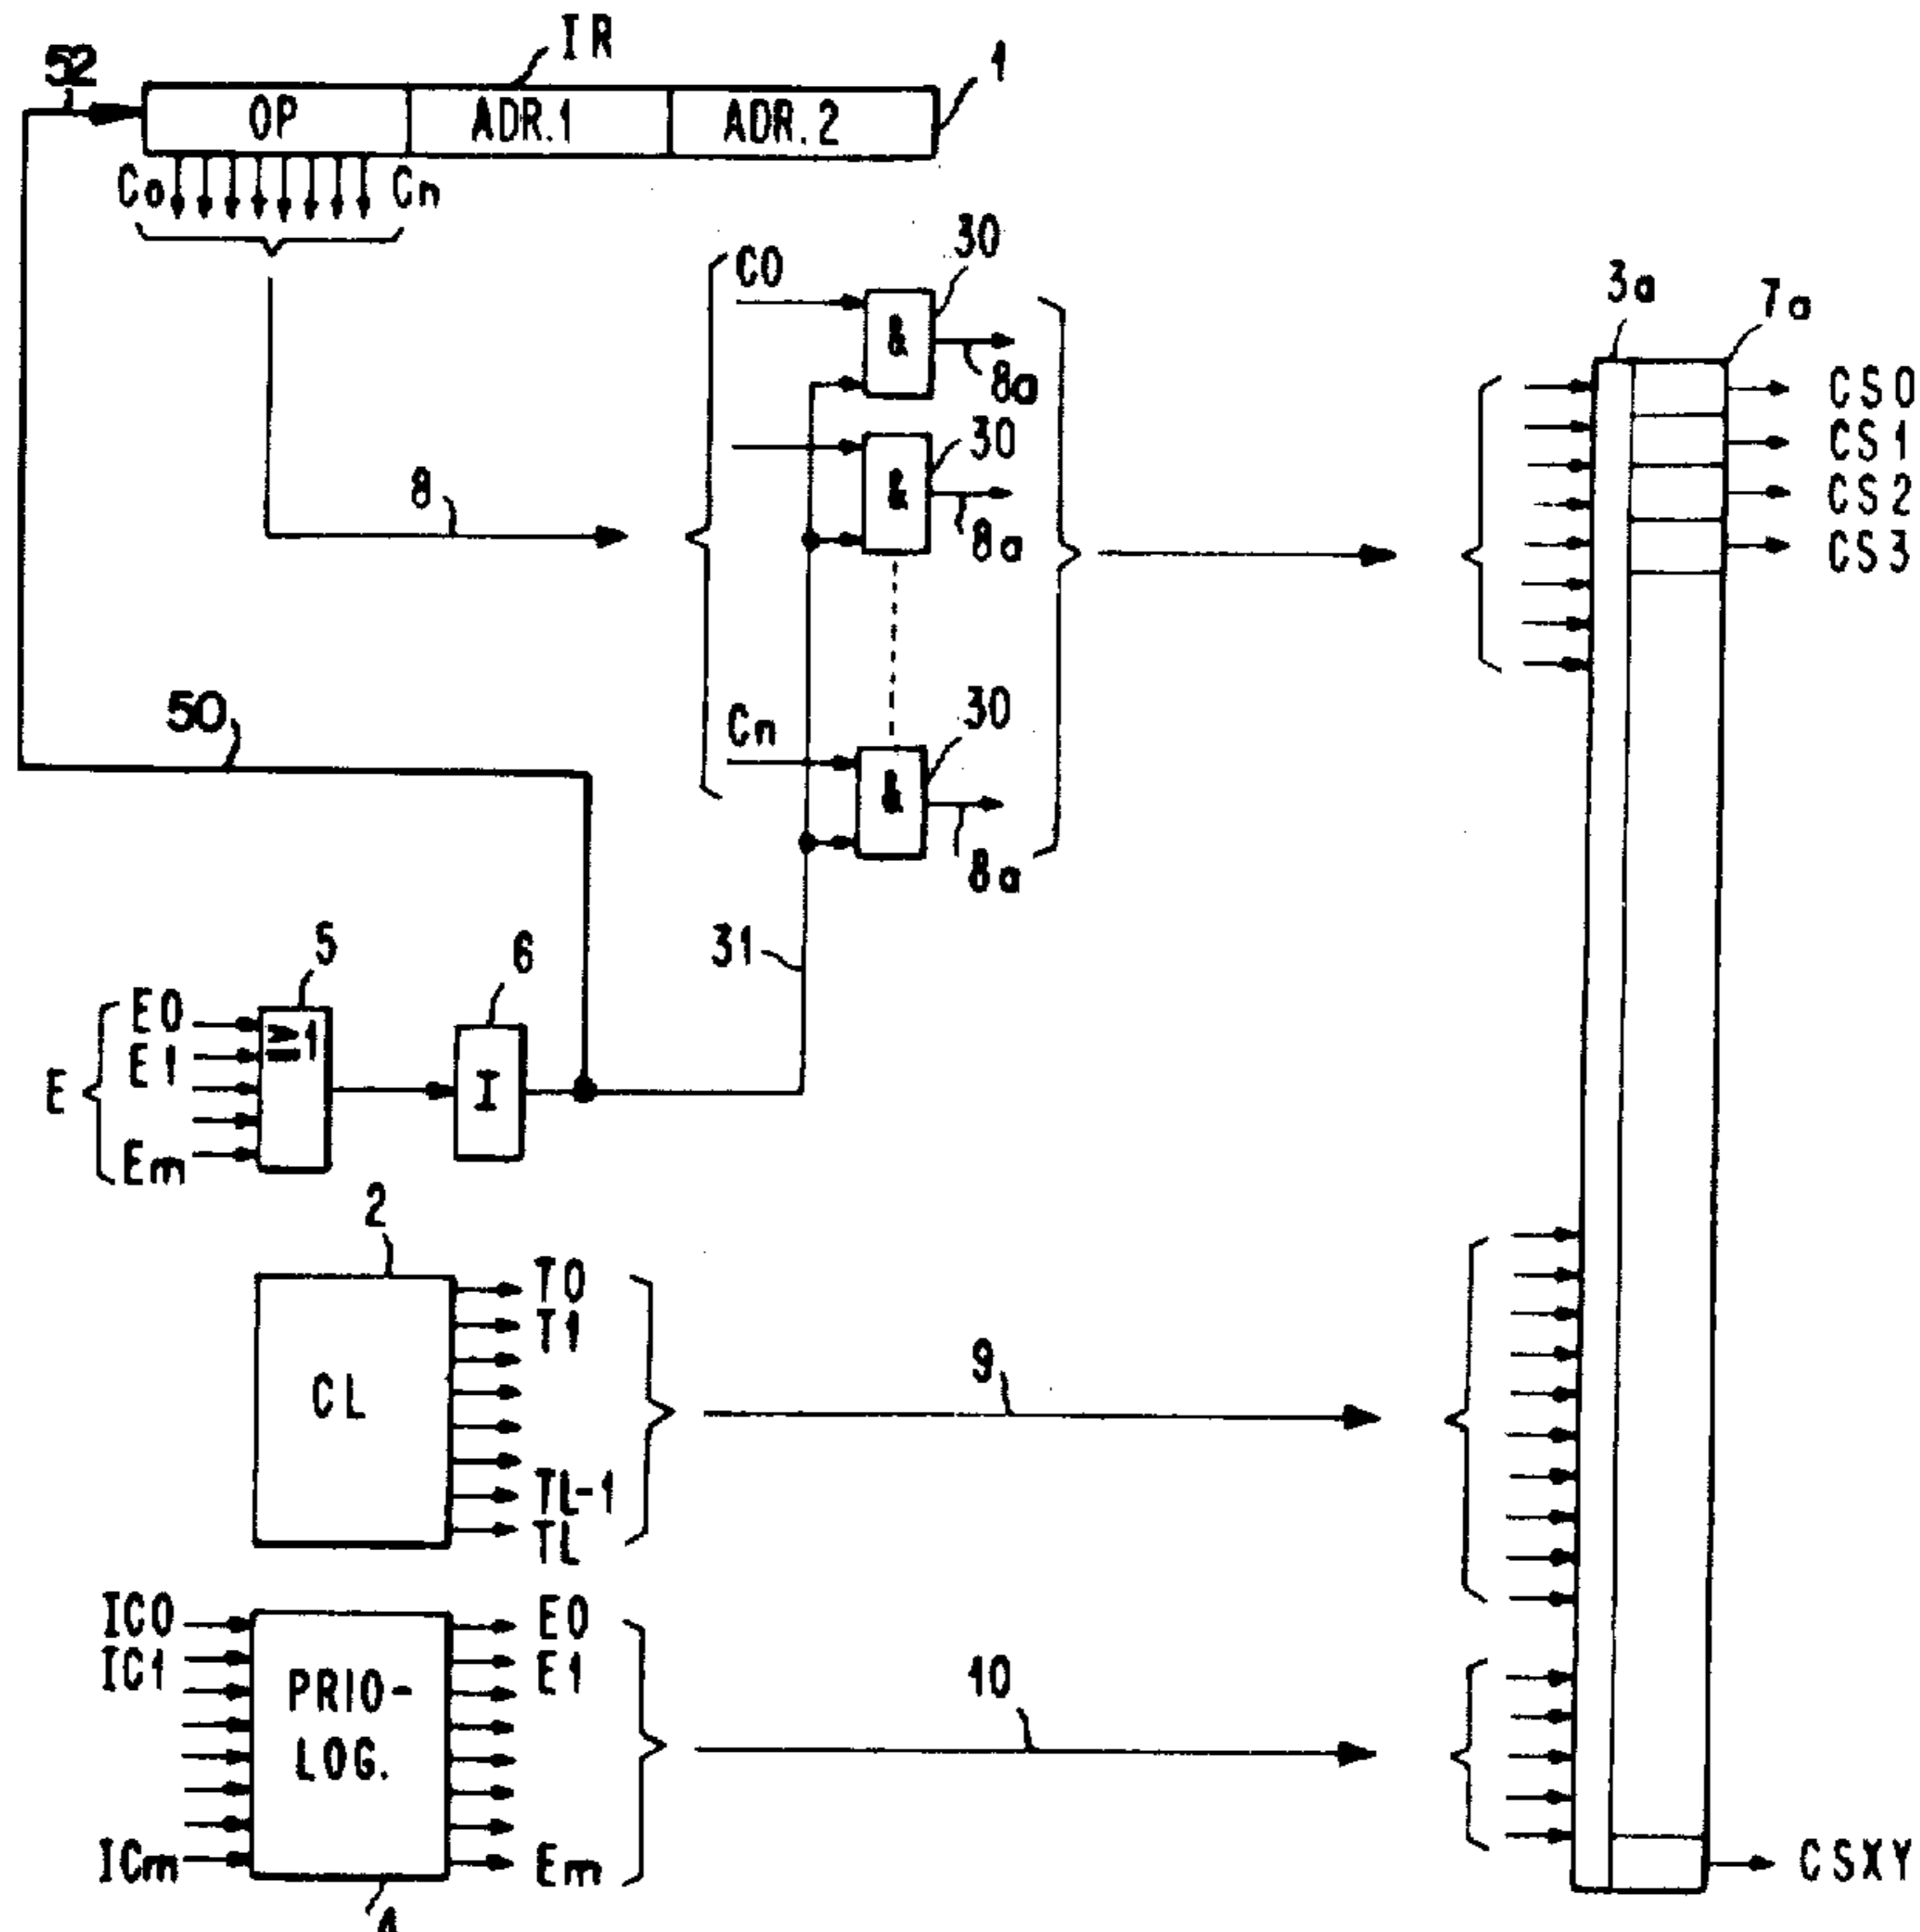 IR
1
52
OP ADR.1 ADR.2
Co Cn
30
C0
&
8a
3a
7a
CS0
CS1
CS2
CS3
30
&
8a
8
50
30
Cn
&
8a
31
5
6
E
E0
E1
Em
≥1
I
2
CL
T0
T1
TL-1
TL
9
IC0
IC1
ICm
PRIO-
LOG.
E0
E1
Em
10
4
CSXY